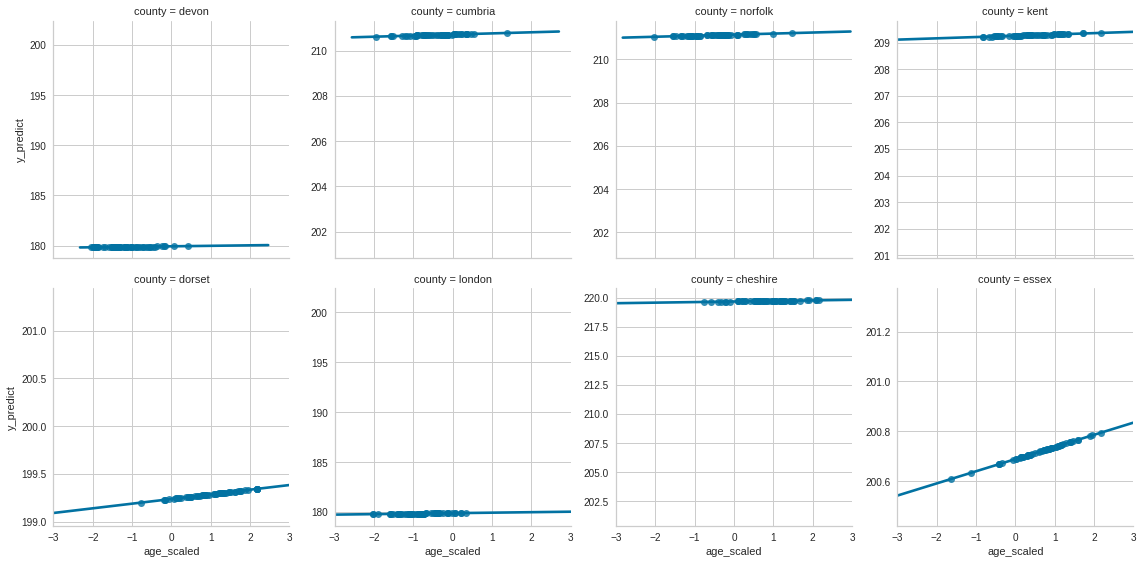 county = devon
county = cumbria
county = norfolk
county = kent
200
195
190
185
180
y_predict
210
208
206
204
202
210
208
206
204
202
209
208
207
206
205
204
203
202
201
county = dorset
county = london
county = cheshire
county = essex
201.0
200.5
200.0
199.5
199.0
y_predict
−3 −2 −1 0 1 2 3
age_scaled
200
195
190
185
180
−3 −2 −1 0 1 2 3
age_scaled
220.0
217.5
215.0
212.5
210.0
207.5
205.0
202.5
−3 −2 −1 0 1 2 3
age_scaled
201.2
201.0
200.8
200.6
−3 −2 −1 0 1 2 3
age_scaled